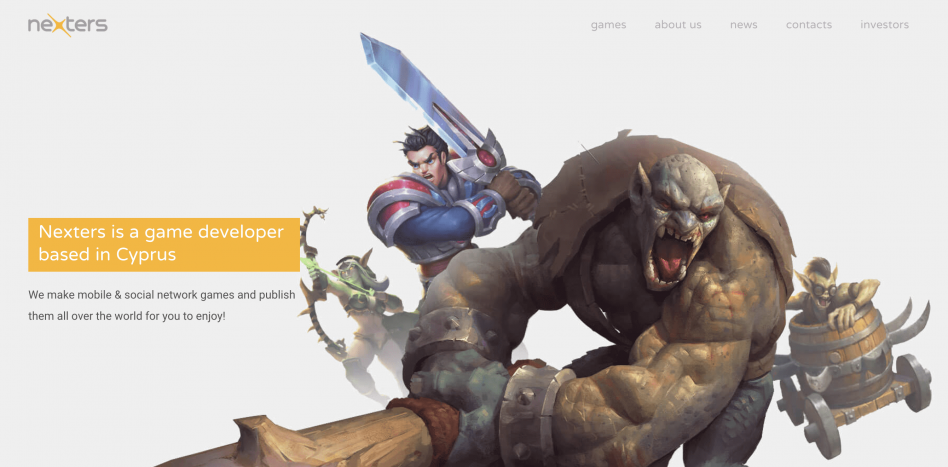 nexters
games about us news contacts investors
Nexters is a game developer
based in Cyprus
We make mobile & social network games and publish
them all over the world for you to enjoy!